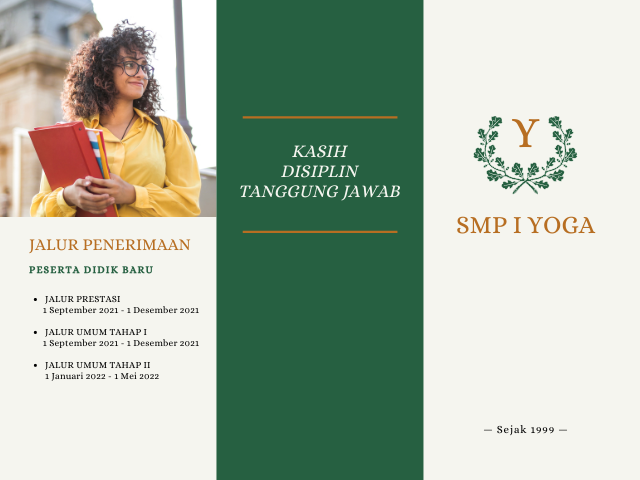 JALUR PENERIMAAN
PESERTA DIDIK BARU
JALUR PRESTASI
1 September 2021 - 1 Desember 2021
JALUR UMUM TAHAP I
1 September 2021 - 1 Desember 2021
JALUR UMUM TAHAP II
1 Januari 2022 - 1 Mei 2022
KASIH
DISIPLIN
TANGGUNG JAWAB
Y
SMP I YOGA
— Sejak 1999 —